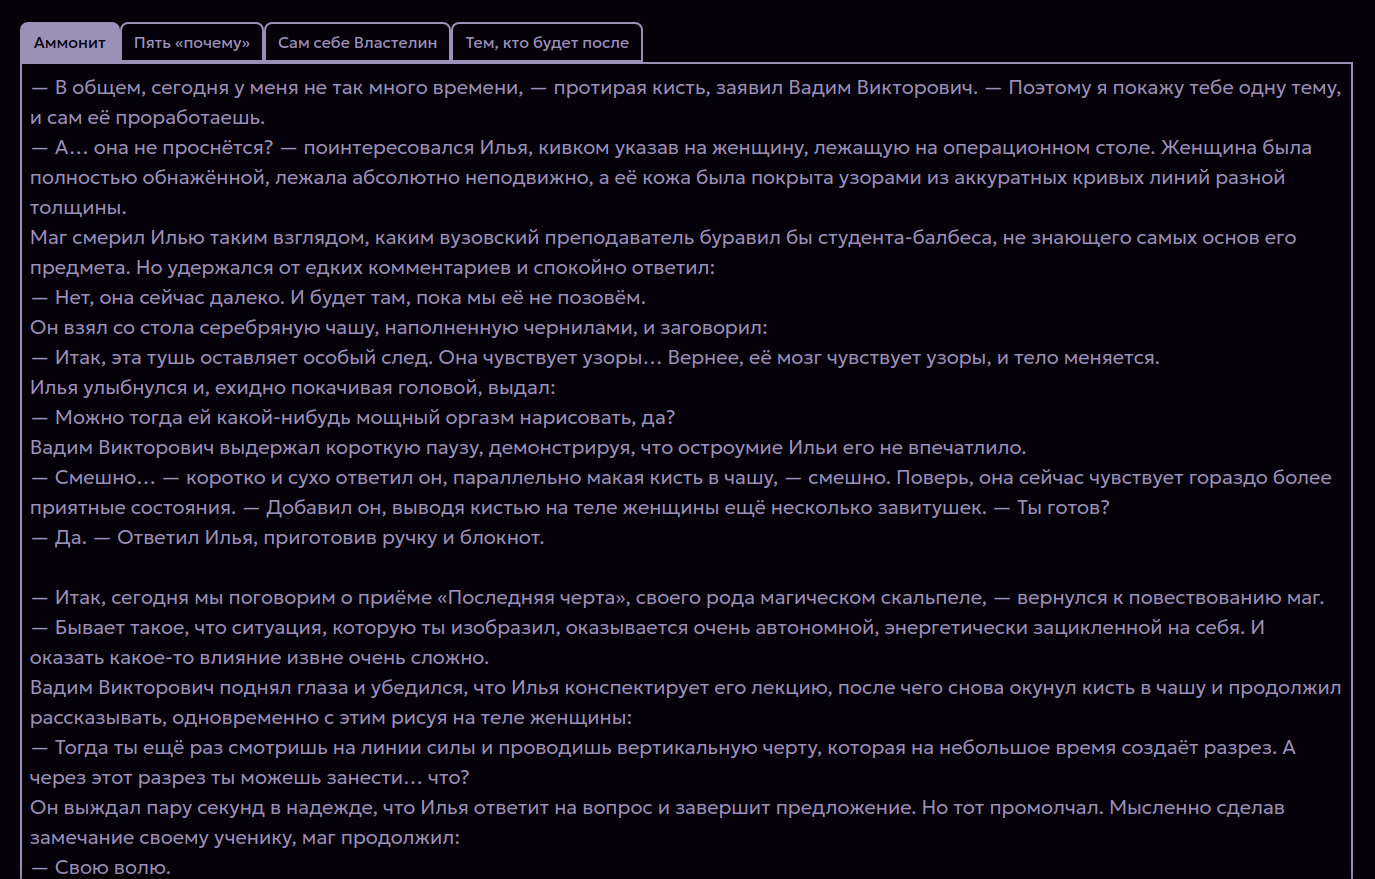 Аммонит
Пять «почему»
Сам себе Властелин
Тем, кто будет после
— В общем, сегодня у меня не так много времени, — протирая кисть, заявил Вадим Викторович. — Поэтому я покажу тебе одну тему,
и сам её проработаешь.
— А… она не проснётся? — поинтересовался Илья, кивком указав на женщину, лежащую на операционном столе. Женщина была
полностью обнажённой, лежала абсолютно неподвижно, а её кожа была покрыта узорами из аккуратных кривых линий разной
толщины.
Маг смерил Илью таким взглядом, каким вузовский преподаватель буравил бы студента-балбеса, не знающего самых основ его
предмета. Но удержался от едких комментариев и спокойно ответил:
— Нет, она сейчас далеко. И будет там, пока мы её не позовём.
Он взял со стола серебряную чашу, наполненную чернилами, и заговорил:
— Итак, эта тушь оставляет особый след. Она чувствует узоры… Вернее, её мозг чувствует узоры, и тело меняется.
Илья улыбнулся и, ехидно покачивая головой, выдал:
— Можно тогда ей какой-нибудь мощный оргазм нарисовать, да?
Вадим Викторович выдержал короткую паузу, демонстрируя, что остроумие Ильи его не впечатлило.
— Смешно… — коротко и сухо ответил он, параллельно макая кисть в чашу, — смешно. Поверь, она сейчас чувствует гораздо более
приятные состояния. — Добавил он, выводя кистью на теле женщины ещё несколько завитушек. — Ты готов?
— Да. — Ответил Илья, приготовив ручку и блокнот.
— Итак, сегодня мы поговорим о приёме «Последняя черта», своего рода магическом скальпеле, — вернулся к повествованию маг.
— Бывает такое, что ситуация, которую ты изобразил, оказывается очень автономной, энергетически зацикленной на себя. И
оказать какое-то влияние извне очень сложно.
Вадим Викторович поднял глаза и убедился, что Илья конспектирует его лекцию, после чего снова окунул кисть в чашу и продолжил
рассказывать, одновременно с этим рисуя на теле женщины:
— Тогда ты ещё раз смотришь на линии силы и проводишь вертикальную черту, которая на небольшое время создаёт разрез. А
через этот разрез ты можешь занести… что?
Он выждал пару секунд в надежде, что Илья ответит на вопрос и завершит предложение. Но тот промолчал. Мысленно сделав
замечание своему ученику, маг продолжил:
— Свою волю.